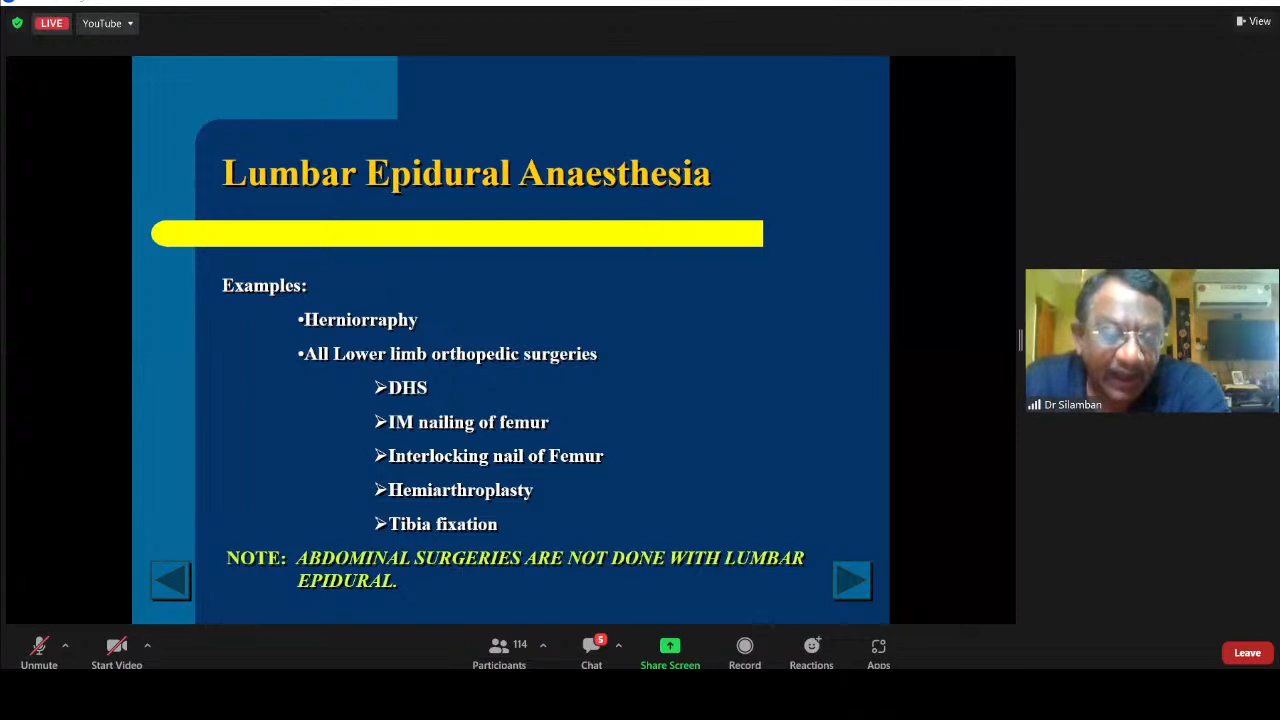 LIVE
YouTube
View
Lumbar Epidural Anaesthesia
Examples:
•Herniorraphy
•All Lower limb orthopedic surgeries
➢DHS
➢IM nailing of femur
➢Interlocking nail of Femur
➢Hemiarthroplasty
➢Tibia fixation
NOTE: ABDOMINAL SURGERIES ARE NOT DONE WITH LUMBAR
EPIDURAL.
Dr Silamban
Unmute
Start Video
114
Participants
5
Chat
Share Screen
Record
Reactions
Apps
Leave